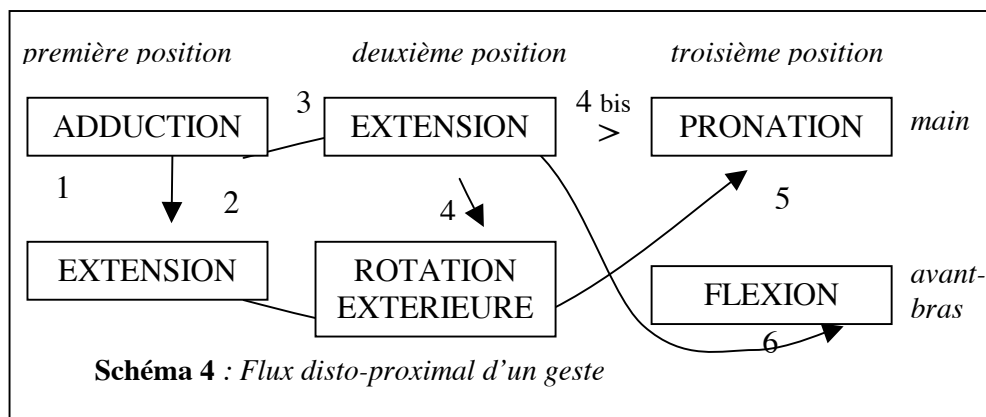 première position deuxième position troisième position
3 4 bis
ADDUCTION EXTENSION > PRONATION main
1 2 4 5
EXTENSION ROTATION EXTERIEURE FLEXION avant-bras
6
Schéma 4 : Flux disto-proximal d'un geste